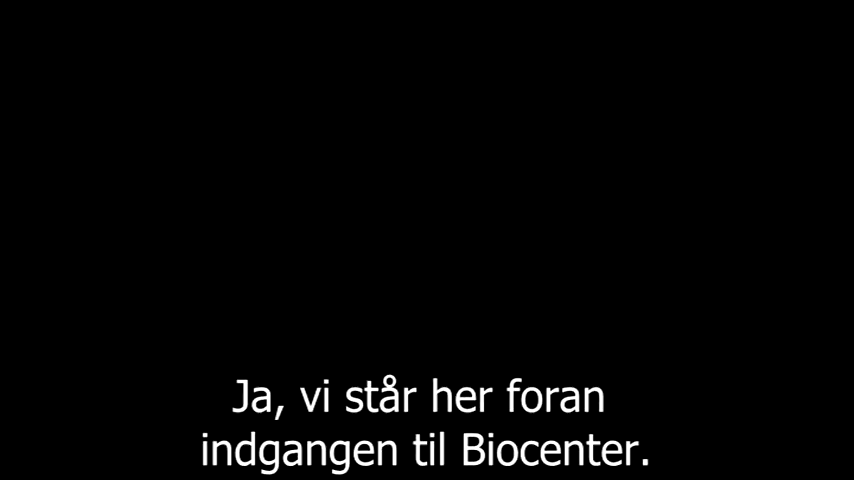 Ja, vi står her foran
indgangen til Biocenter.